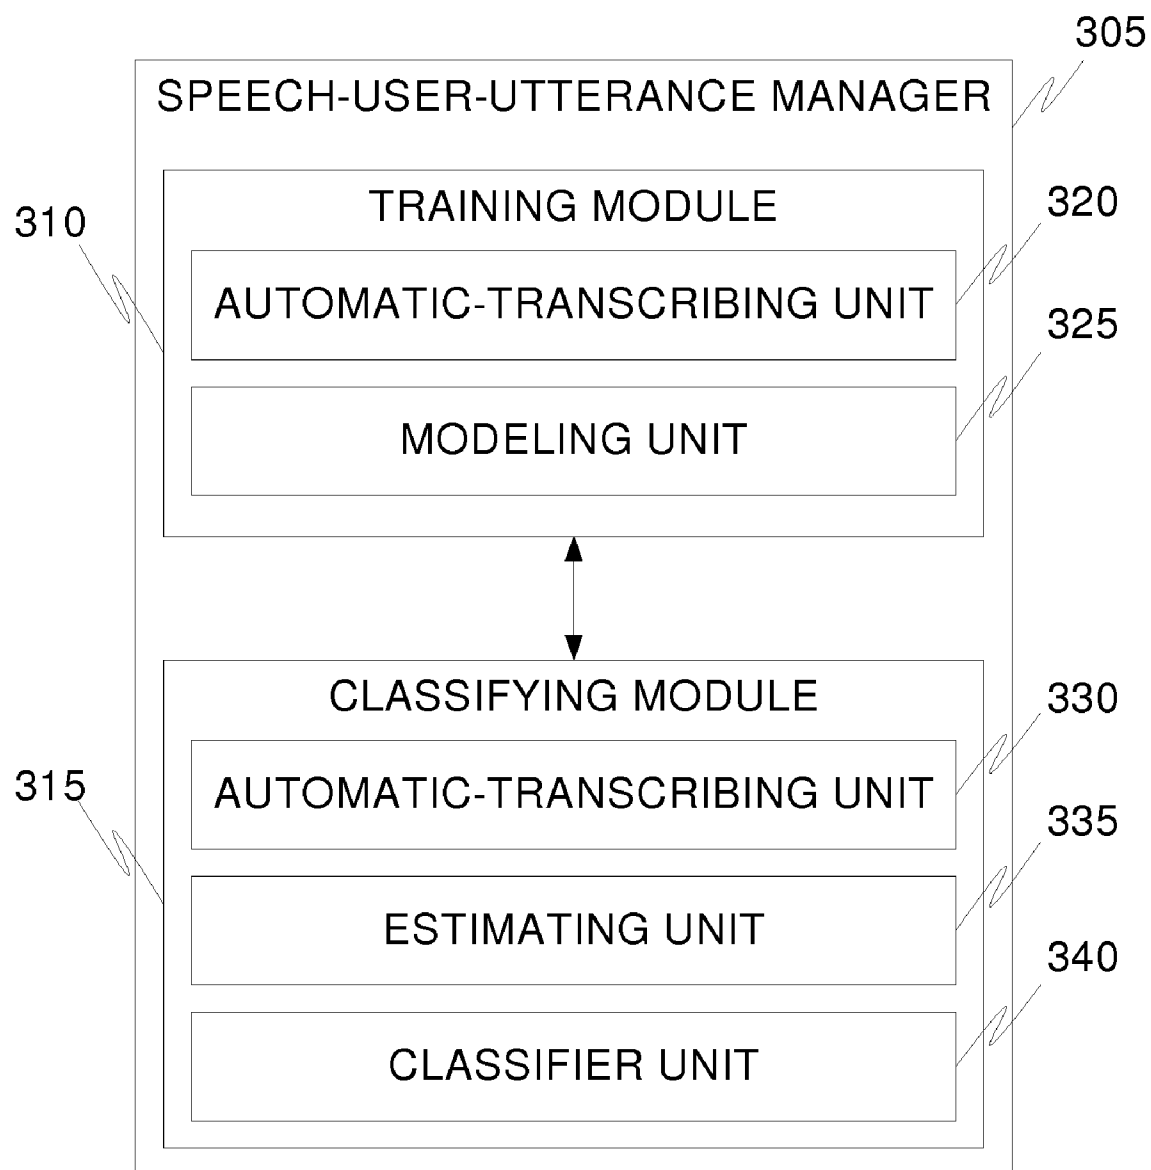 305
SPEECH-USER-UTTERANCE MANAGER
TRAINING MODULE
310
320
AUTOMATIC-TRANSCRIBING UNIT
325
MODELING UNIT
CLASSIFYING MODULE
330
315
AUTOMATIC-TRANSCRIBING UNIT
335
ESTIMATING UNIT
340
CLASSIFIER UNIT